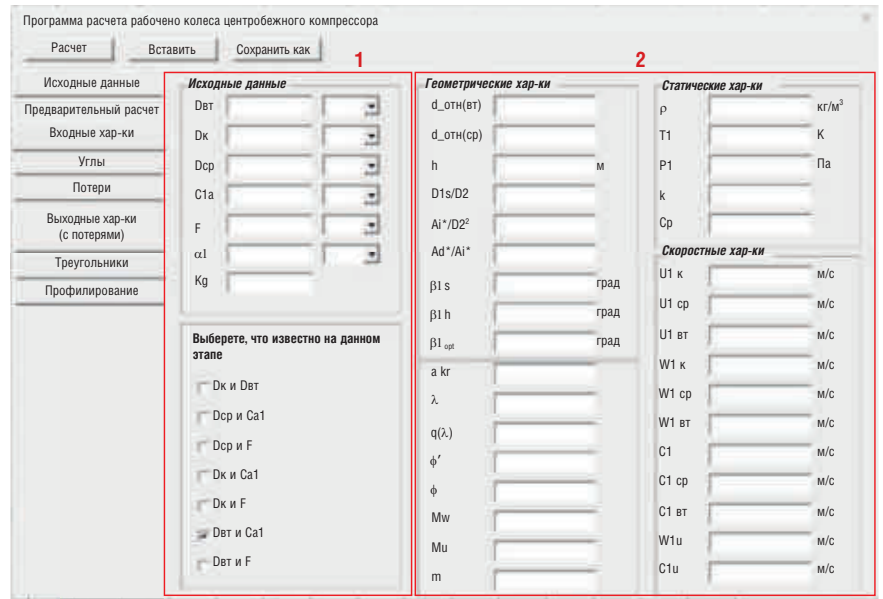 Программа расчета рабочено колеса центробежного компрессора
Расчет
Вставить
Сохранить как
1
2
Исходные данные
Предварительный расчет
Входные хар-ки
Углы
Потери
Выходные хар-ки
(с потерями)
Треугольники
Профилирование
Исходные данные
Dвт
Dк
Dср
C1a
F
α1
Kg
Выберете, что известно на данном
этапе
Dк и Dвт
Dср и Ca1
Dср и F
Dк и Ca1
Dк и F
Dвт и Ca1
Dвт и F
Геометрические хар-ки
d_отн(вт)
d_отн(ср)
h м
D1s/D2
Ai*/D2²
Ad*/Ai*
β1 s град
β1 h град
β1 opt град
a kr
λ
q(λ)
ϕ′
ϕ
Mw
Mu
m
Статические хар-ки
ρ кг/м³
T1 К
P1 Па
k
Cp
Скоростные хар-ки
U1 к м/с
U1 ср м/с
U1 вт м/с
W1 к м/с
W1 ср м/с
W1 вт м/с
C1 м/с
C1 ср м/с
C1 вт м/с
W1u м/с
C1u м/с